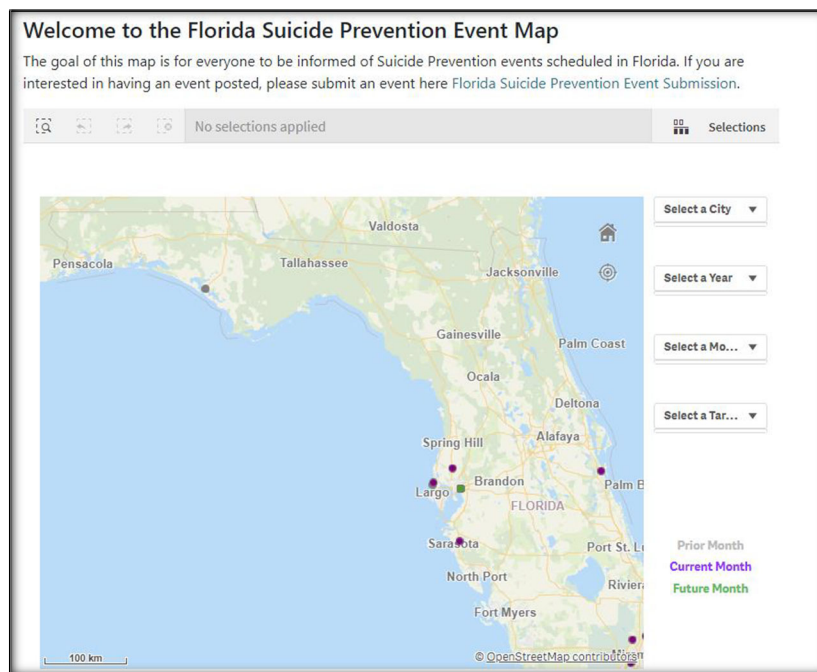 Welcome to the Florida Suicide Prevention Event Map
The goal of this map is for everyone to be informed of Suicide Prevention events scheduled in Florida. If you are
interested in having an event posted, please submit an event here Florida Suicide Prevention Event Submission.
No selections applied
Selections
Select a City
Valdosta
Pensacola
Tallahassee
Jacksonville
Select a Year
Gainesville
Palm Coast
Select a Mo...
Ocala
Deltona
Select a Tar...
Spring Hill
Alafaya
Brandon
Palm B
Largo
FLORIDA
Sarasota
Port St. L
Prior Month
Current Month
North Port
Riviera
Future Month
Fort Myers
100 km
© OpenStreetMap contributors